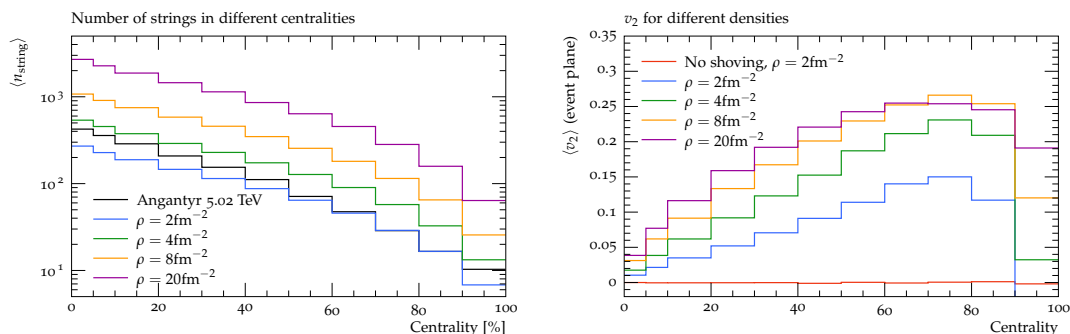 Number of strings in different centralities
⟨n_string⟩
10^3
10^2
10^1
Angantyr 5.02 TeV
ρ = 2fm^−2
ρ = 4fm^−2
ρ = 8fm^−2
ρ = 20fm^−2
0 20 40 60 80 100
Centrality [%]
v_2 for different densities
⟨v_2⟩ (event plane)
0.35
0.3
0.25
0.2
0.15
0.1
0.05
0
No shoving, ρ = 2fm^−2
ρ = 2fm^−2
ρ = 4fm^−2
ρ = 8fm^−2
ρ = 20fm^−2
20 40 60 80 100
Centrality